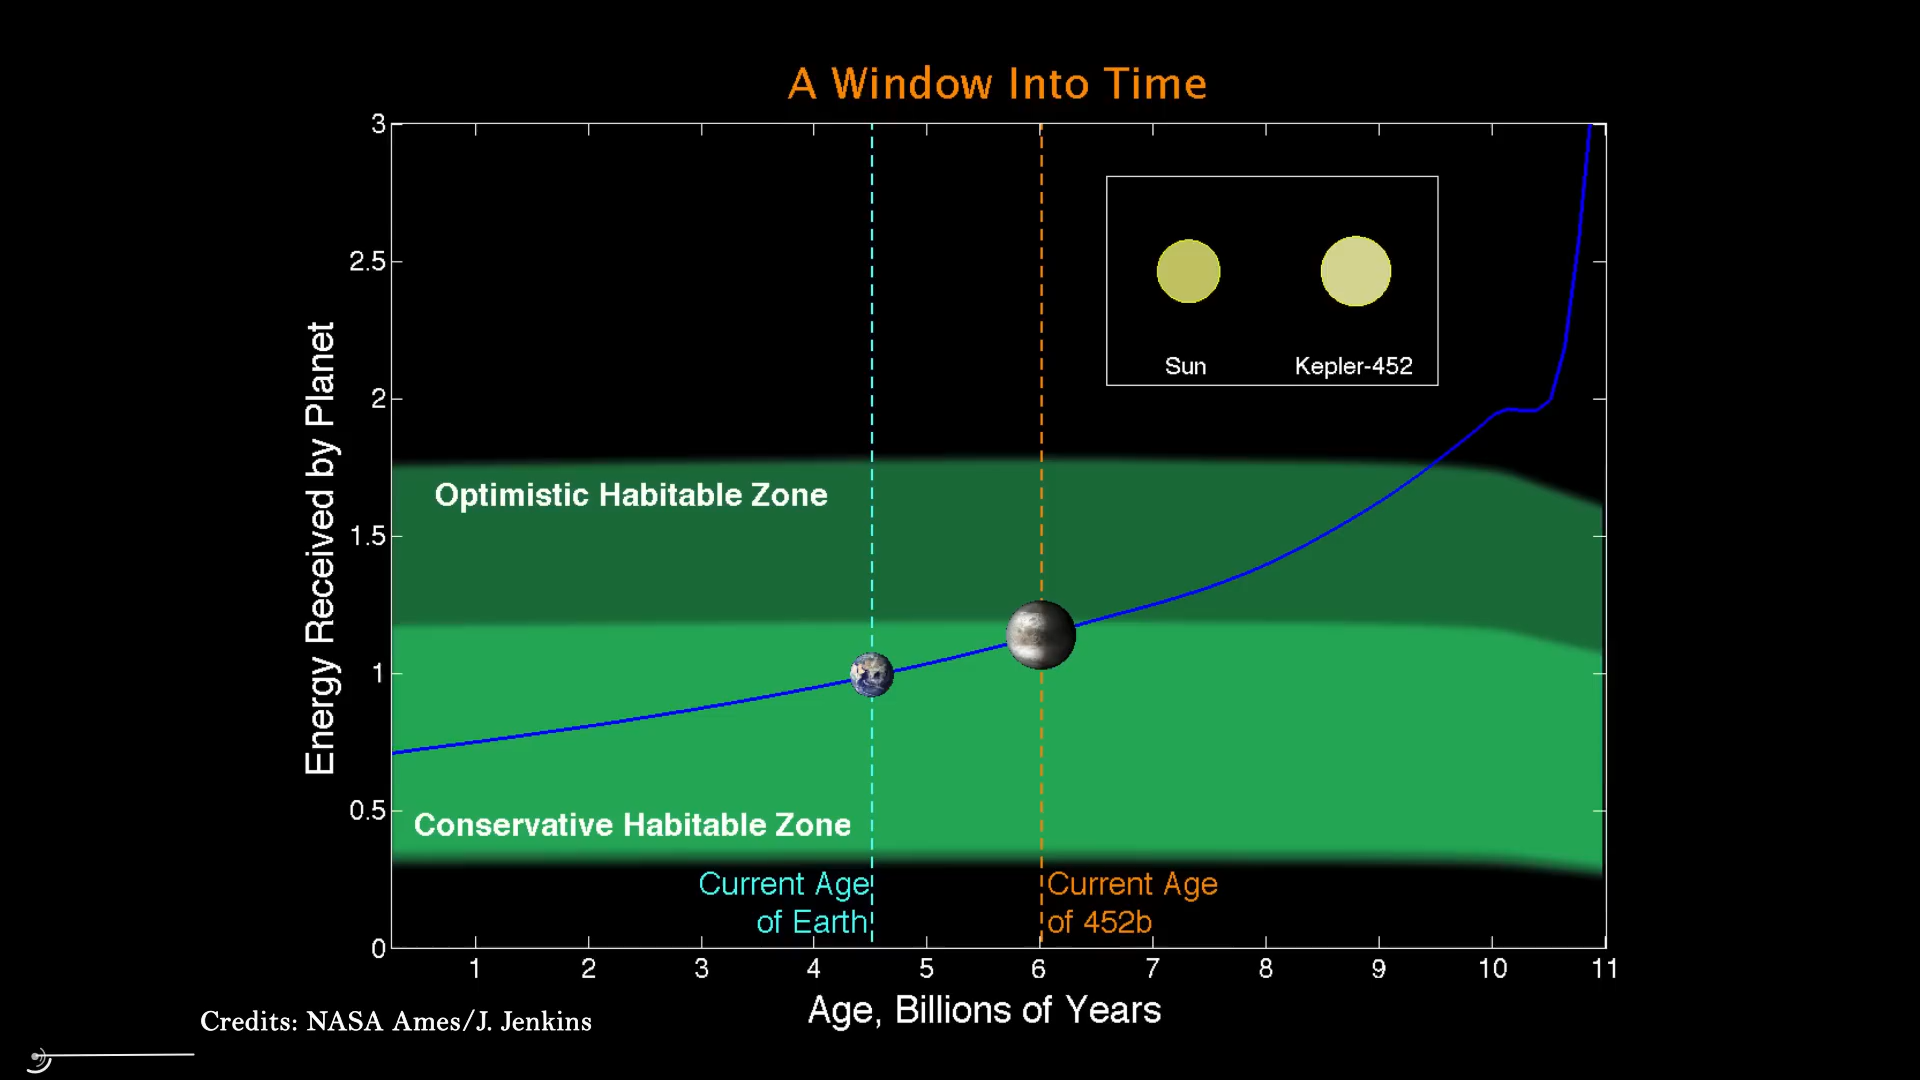 A Window Into Time
3
2.5
2
1.5
1
0.5
0
Energy Received by Planet
Sun
Kepler-452
Optimistic Habitable Zone
Conservative Habitable Zone
Current Age
of Earth
Current Age
of 452b
1 2 3 4 5 6 7 8 9 10 11
Age, Billions of Years
Credits: NASA Ames/J. Jenkins